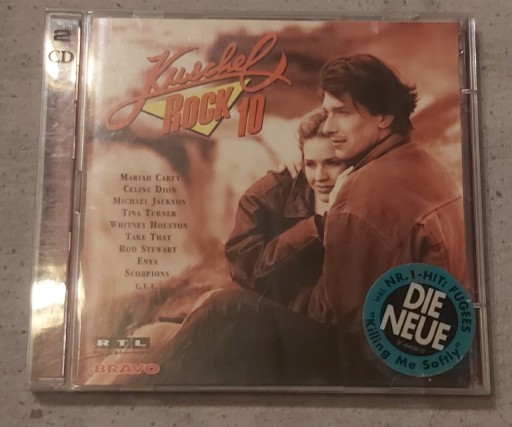 2
CD
Kuschel
ROCK 10
MARIAH CAREY
CELINE DION
MICHAEL JACKSON
TINA TURNER
WHITNEY HOUSTON
TAKE THAT
ROD STEWART
ENYA
SCORPIONS
inkl. NR.1-HIT: FUGEES
DIE
NEUE
"Killing Me Softly"
RTL
BRAVO